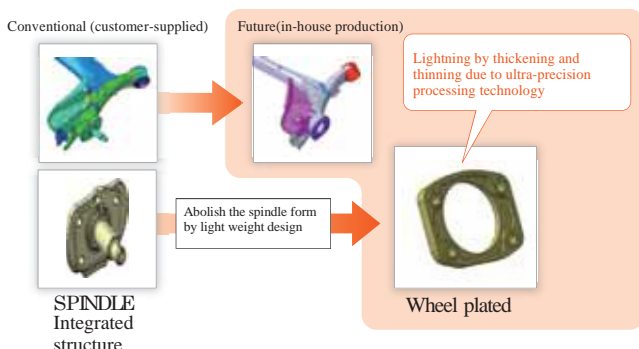 Conventional (customer-supplied)
Future(in-house production)
Lightning by thickening and
thinning due to ultra-precision
processing technology
Abolish the spindle form
by light weight design
SPINDLE
Integrated
structure
Wheel plated